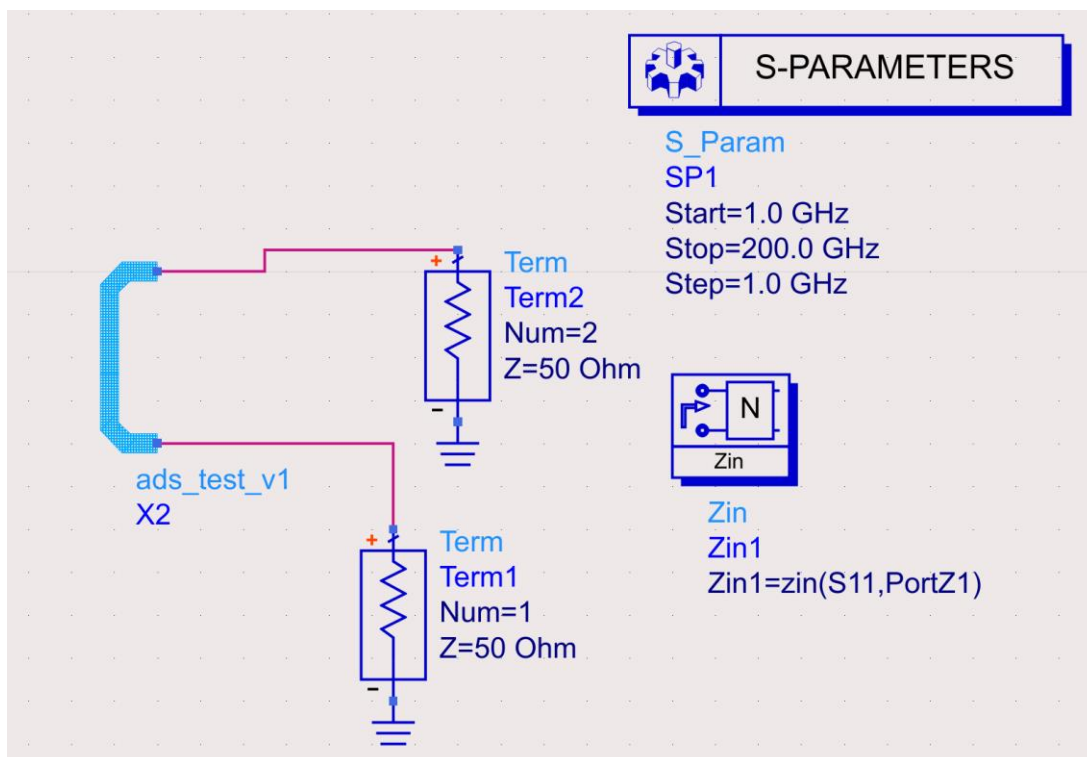 S-PARAMETERS
S_Param
SP1
Start=1.0 GHz
Stop=200.0 GHz
Step=1.0 GHz
+
Term
Term2
Num=2
Z=50 Ohm
-
ads_test_v1
X2
+
Term
Term1
Num=1
Z=50 Ohm
-
N
Zin
Zin
Zin1
Zin1=zin(S11,PortZ1)